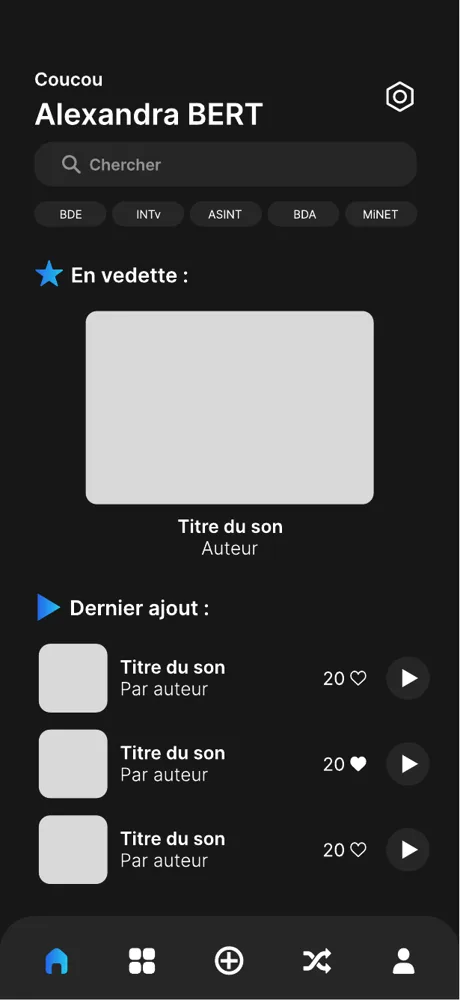 Coucou
Alexandra BERT
Chercher
BDE INTv ASINT BDA MiNET
En vedette :
Titre du son
Auteur
Dernier ajout :
Titre du son
Par auteur
20
Titre du son
Par auteur
20
Titre du son
Par auteur
20